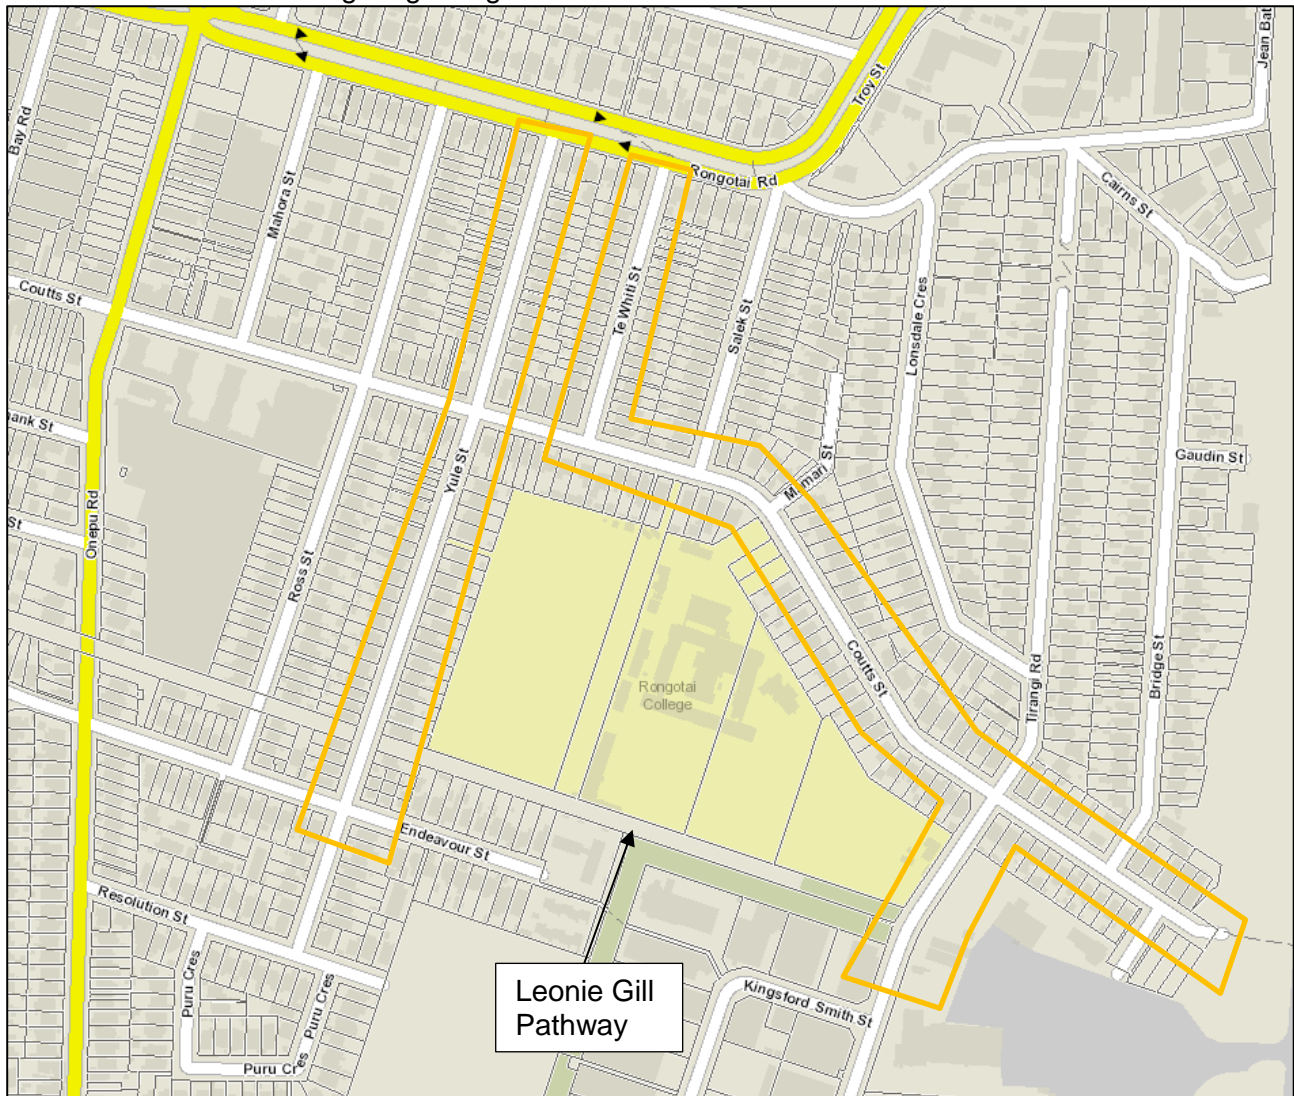 Jean Bat
Troy St
Bay Rd
Rongotai Rd
Cairns St
Mahora St
Coutts St
Te Whiti St
Salek St
Lonsdale Cres
ank St
Yule St
Gaudin St
Mamari St
St
Onepu Rd
Ross St
Rongotai
College
Coutts St
Tirangi Rd
Bridge St
Endeavour St
Resolution St
Leonie Gill
Pathway
Kingsford Smith St
Puru Cres
Puru Cres
Puru Cres